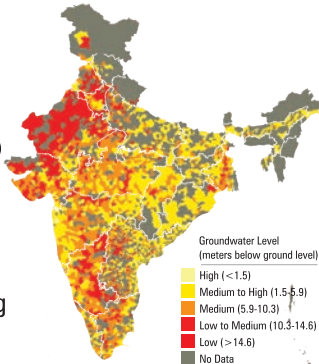 )
g
Groundwater Level
(meters below ground level)
High (<1.5)
Medium to High (1.5-5.9)
Medium (5.9-10.3)
Low to Medium (10.3-14.6)
Low (>14.6)
No Data